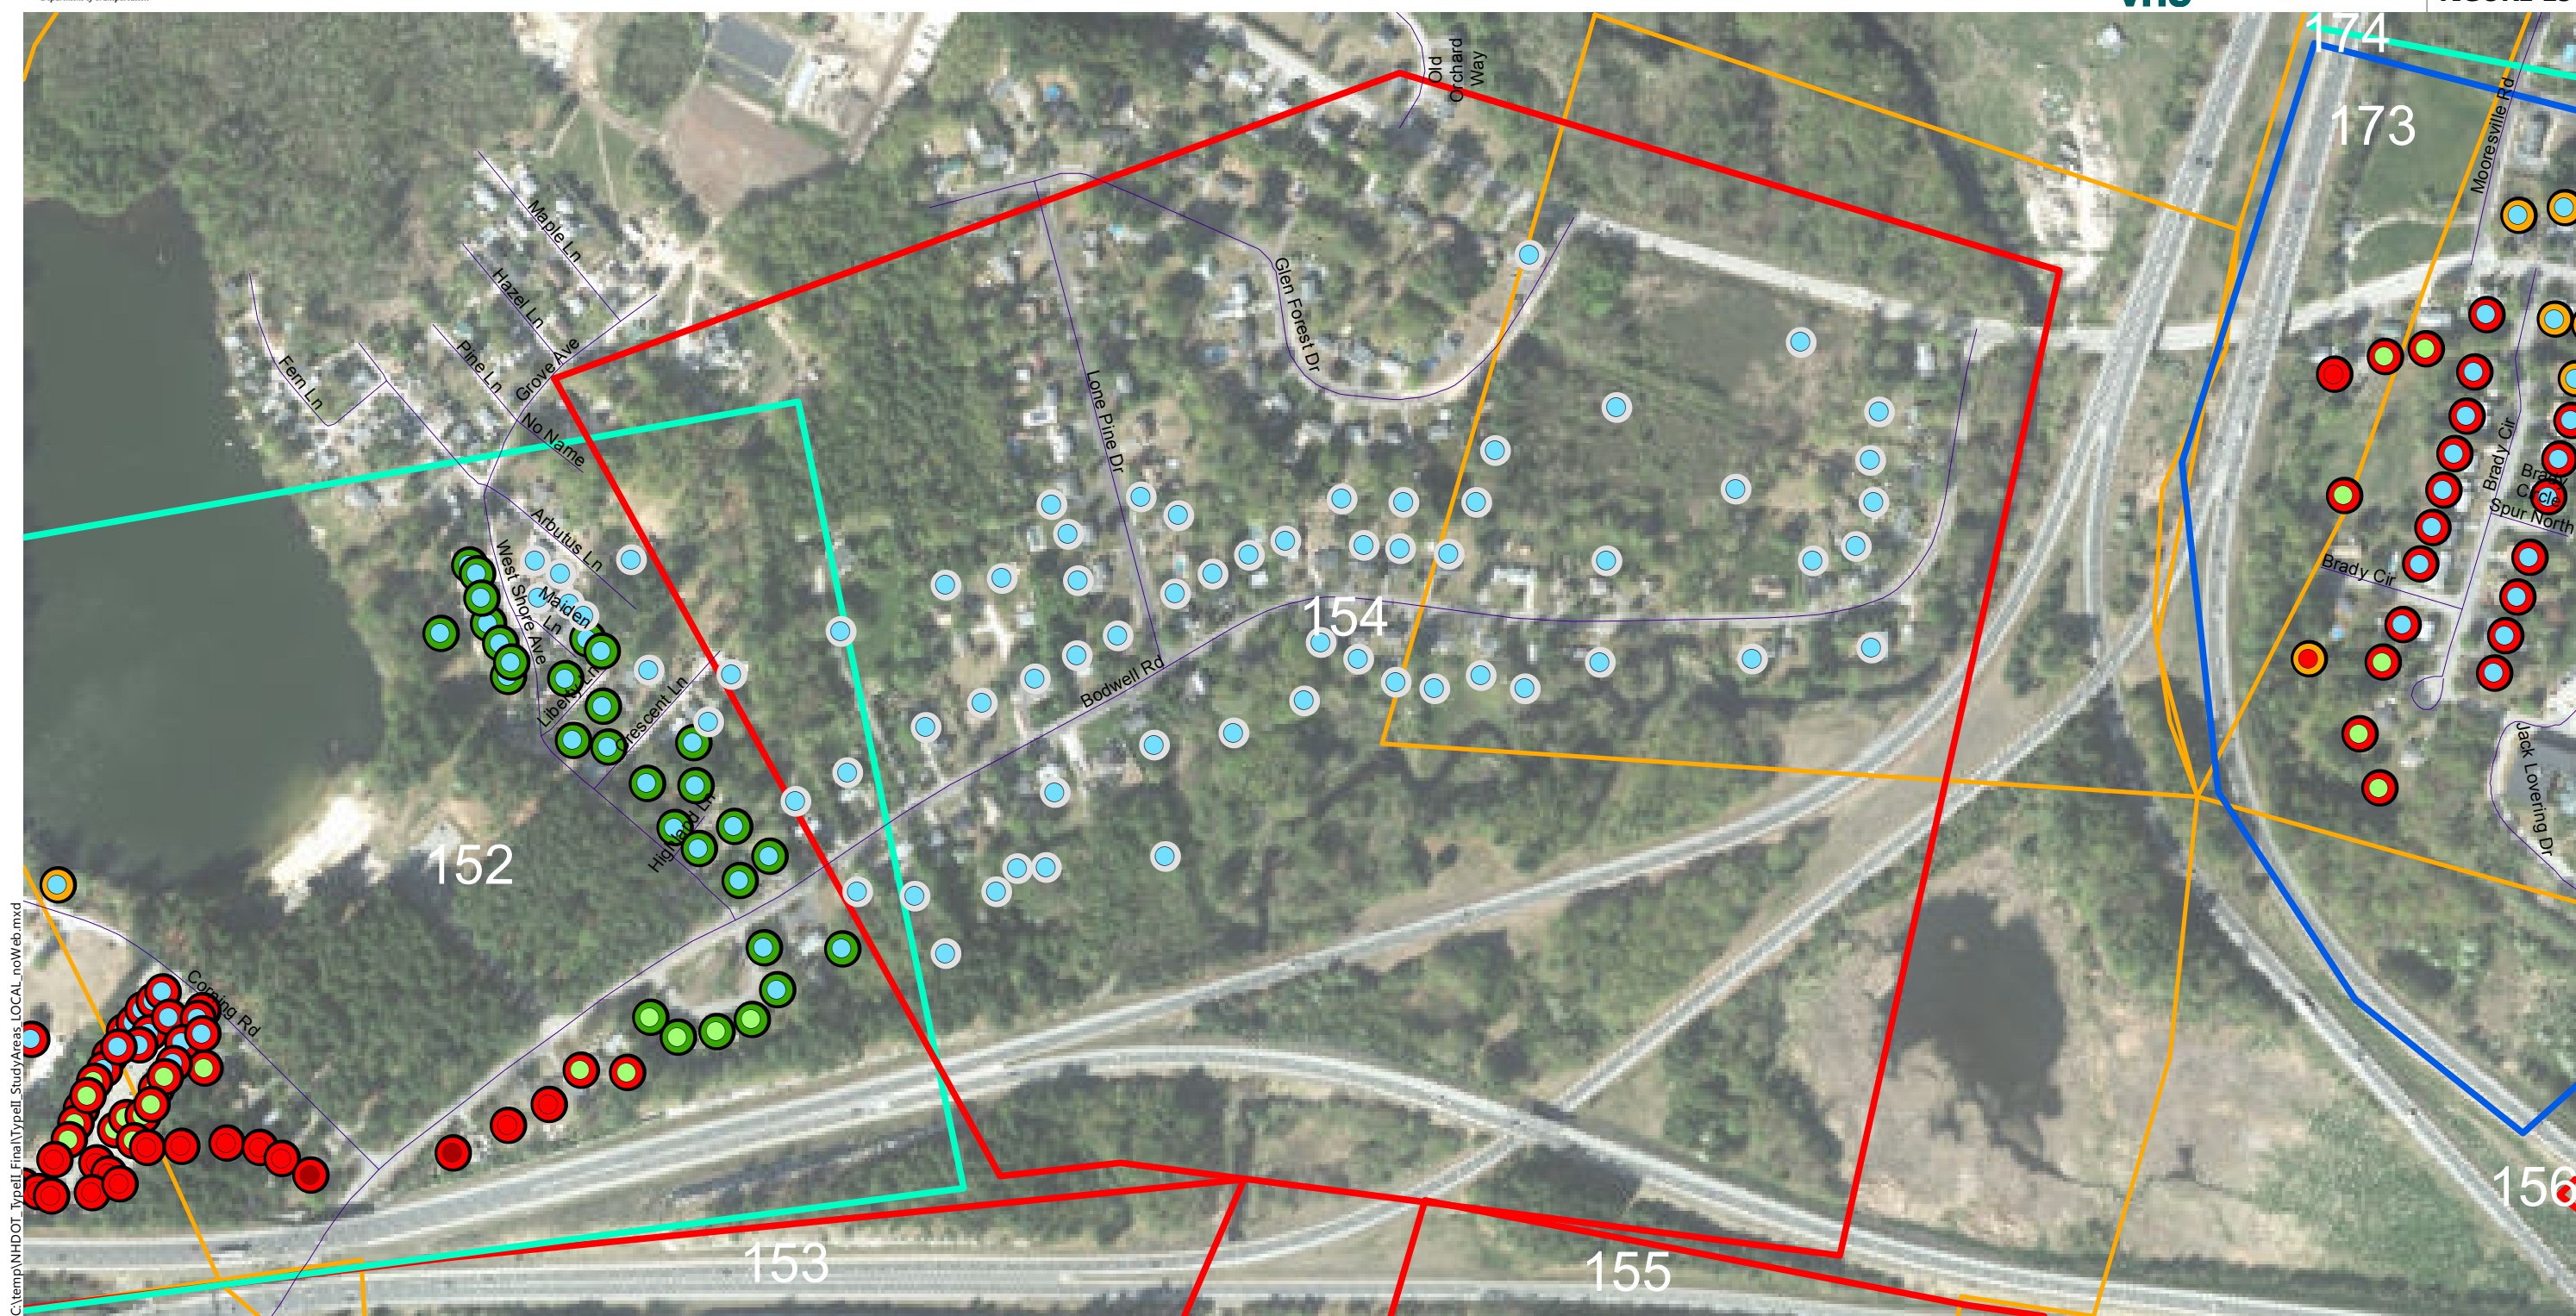 174
Old
Orchard
Way
173
Mooresville Rd
Maple Ln
Hazel Ln
Glen Forest Dr
Pine Ln
Grove Ave
Fern Ln
No Name
Lone Pine Dr
Brady Cir
Brady
Circle
Spur North
Arbutus Ln
West Shore Ave
Maiden
Ln
Brady Cir
154
Liberty Ln
Crescent Ln
Bodwell Rd
Jack Lovering Dr
Highland Ln
152
Corning Rd
156
153
155
C:\temp\NHDOT_TypeII_Final\TypeII_StudyAreas_LOCAL_noWeb.mxd